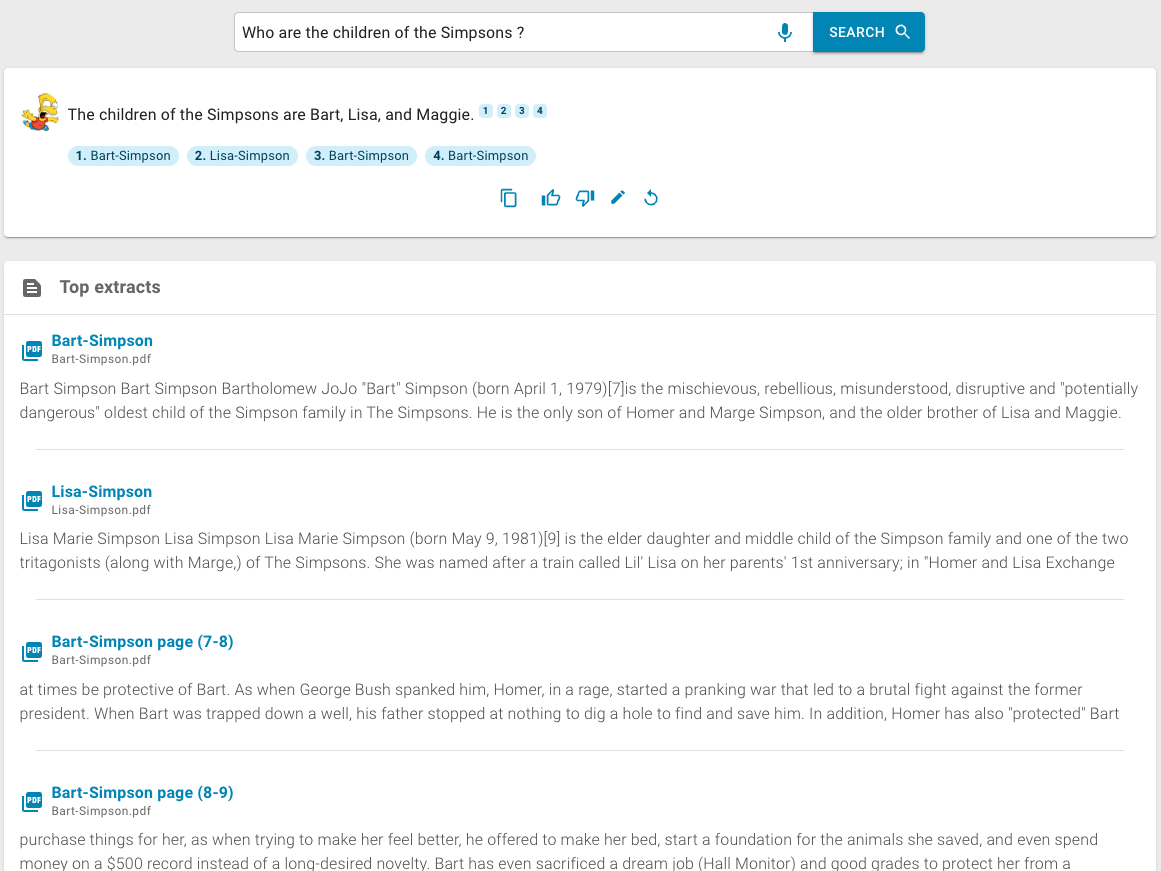 Who are the children of the Simpsons ?
SEARCH
The children of the Simpsons are Bart, Lisa, and Maggie. 1 2 3 4
1. Bart-Simpson 2. Lisa-Simpson 3. Bart-Simpson 4. Bart-Simpson
Top extracts
PDF
Bart-Simpson
Bart-Simpson.pdf
Bart Simpson Bart Simpson Bartholomew JoJo "Bart" Simpson (born April 1, 1979)[7]is the mischievous, rebellious, misunderstood, disruptive and "potentially
dangerous" oldest child of the Simpson family in The Simpsons. He is the only son of Homer and Marge Simpson, and the older brother of Lisa and Maggie.
PDF
Lisa-Simpson
Lisa-Simpson.pdf
Lisa Marie Simpson Lisa Simpson Lisa Marie Simpson (born May 9, 1981)[9] is the elder daughter and middle child of the Simpson family and one of the two
tritagonists (along with Marge,) of The Simpsons. She was named after a train called Lil' Lisa on her parents' 1st anniversary; in "Homer and Lisa Exchange
PDF
Bart-Simpson page (7-8)
Bart-Simpson.pdf
at times be protective of Bart. As when George Bush spanked him, Homer, in a rage, started a pranking war that led to a brutal fight against the former
president. When Bart was trapped down a well, his father stopped at nothing to dig a hole to find and save him. In addition, Homer has also "protected" Bart
PDF
Bart-Simpson page (8-9)
Bart-Simpson.pdf
purchase things for her, as when trying to make her feel better, he offered to make her bed, start a foundation for the animals she saved, and even spend
money on a $500 record instead of a long-desired novelty. Bart has even sacrificed a dream job (Hall Monitor) and good grades to protect her from a